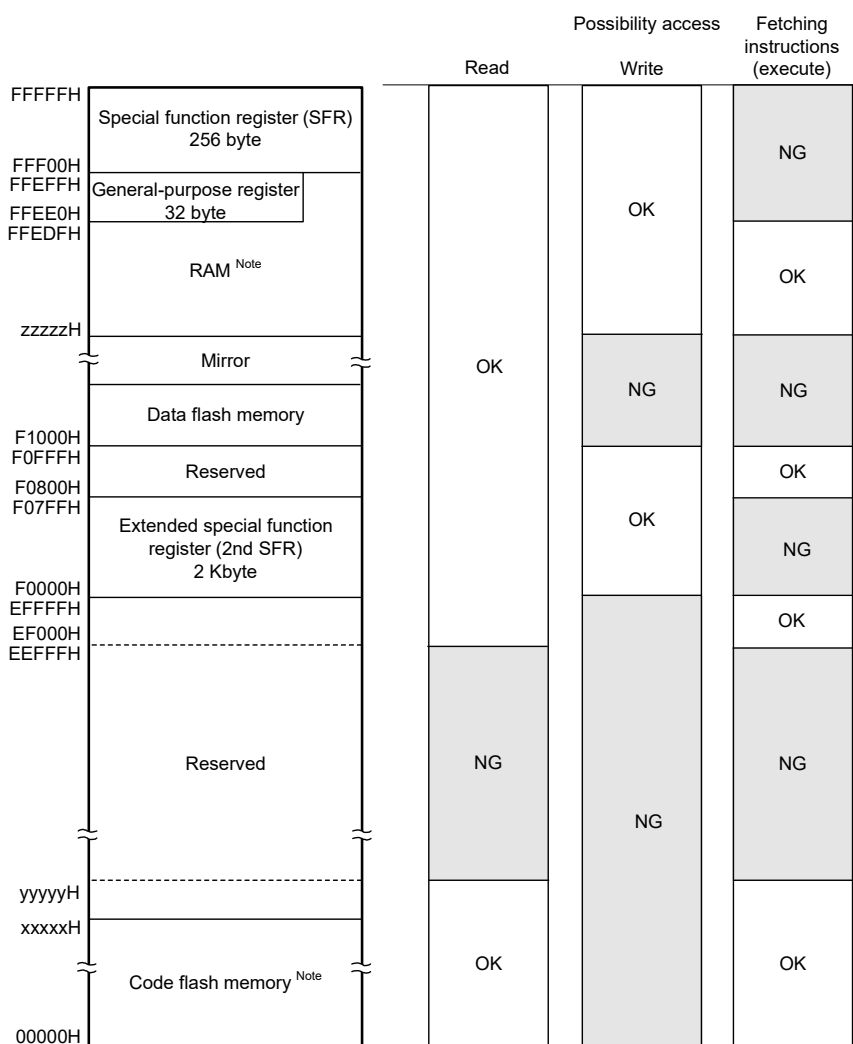 Possibility access
Fetching
instructions
(execute)
Read
Write
FFFFFH
Special function register (SFR)
256 byte
NG
FFF00H
FFEFFH
General-purpose register
32 byte
OK
FFEE0H
FFEDFH
RAM Note
OK
zzzzzH
Mirror
OK
NG
NG
Data flash memory
F1000H
F0FFFH
Reserved
OK
F0800H
F07FFH
Extended special function
register (2nd SFR)
2 Kbyte
OK
NG
F0000H
EFFFFH
OK
EF000H
EEFFFH
Reserved
NG
NG
NG
yyyyyH
xxxxxH
Code flash memory Note
OK
OK
00000H